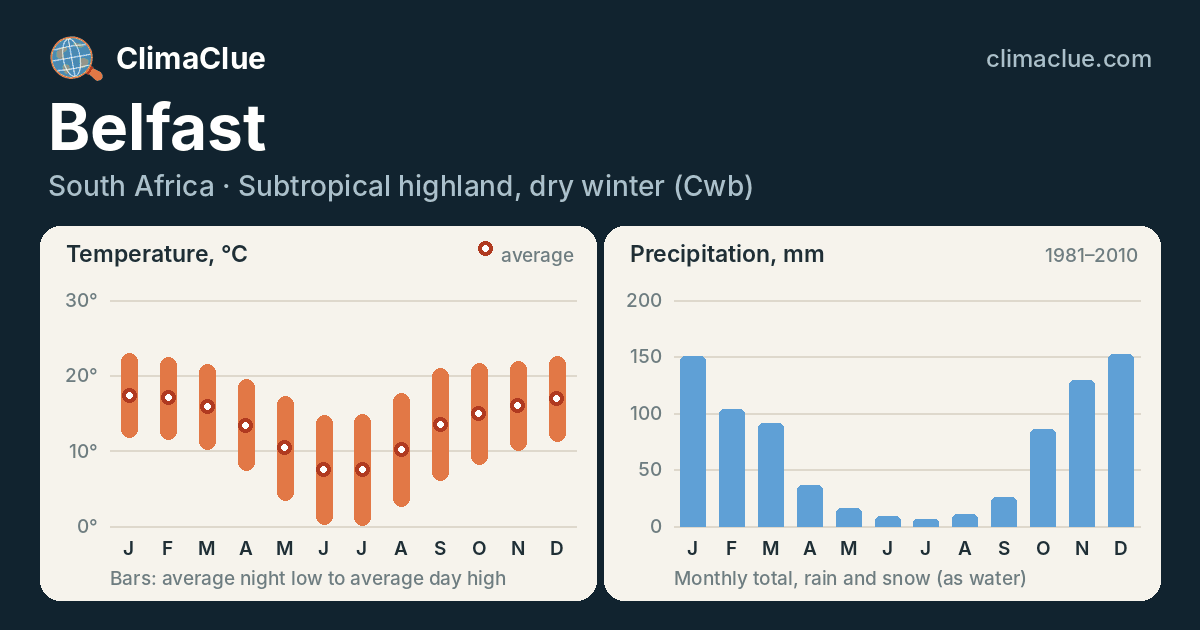 ClimaClue
climaclue.com
Belfast
South Africa · Subtropical highland, dry winter (Cwb)
Temperature, °C
average
30°
20°
10°
0°
J F M A M J J A S O N D
Bars: average night low to average day high
Precipitation, mm
1981–2010
200
150
100
50
0
J F M A M J J A S O N D
Monthly total, rain and snow (as water)